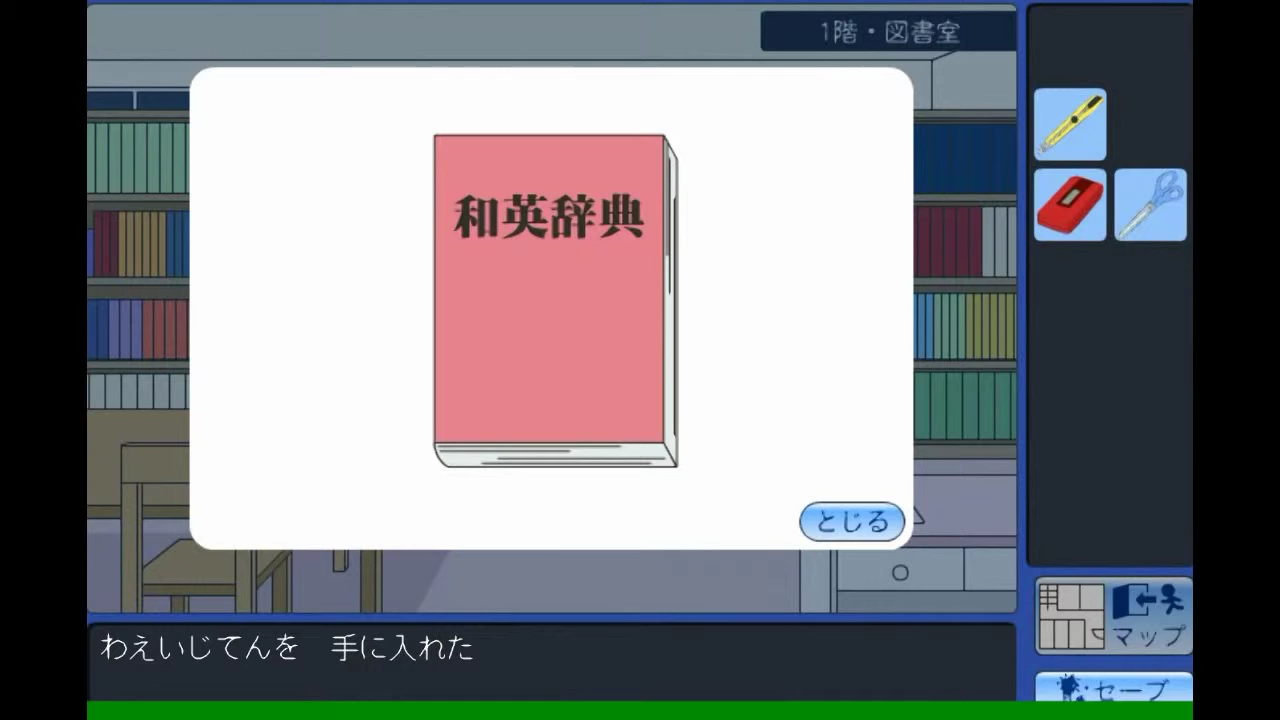 1階・図書室
和英辞典
とじる
わえいじてんを　手に入れた
マップ
セーブ